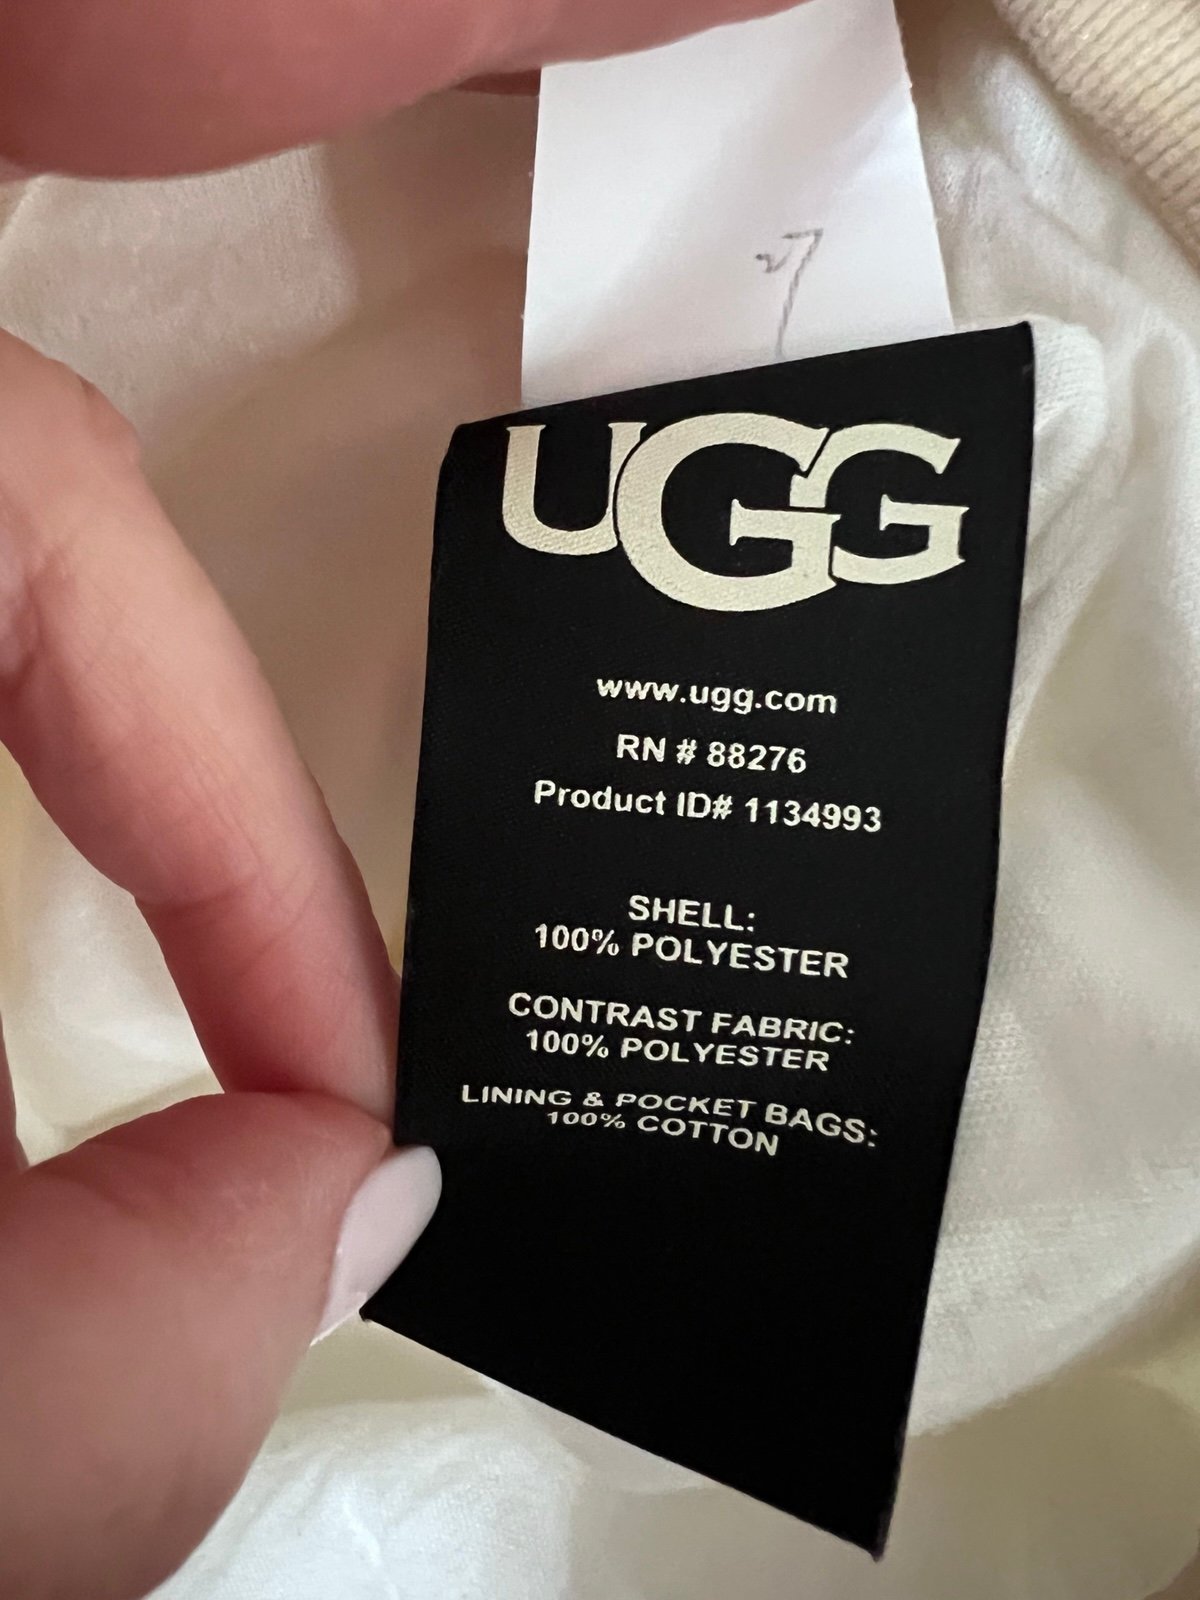 UGG
www.ugg.com
RN # 88276
Product ID# 1134993
SHELL:
100% POLYESTER
CONTRAST FABRIC:
100% POLYESTER
LINING & POCKET BAGS:
100% COTTON